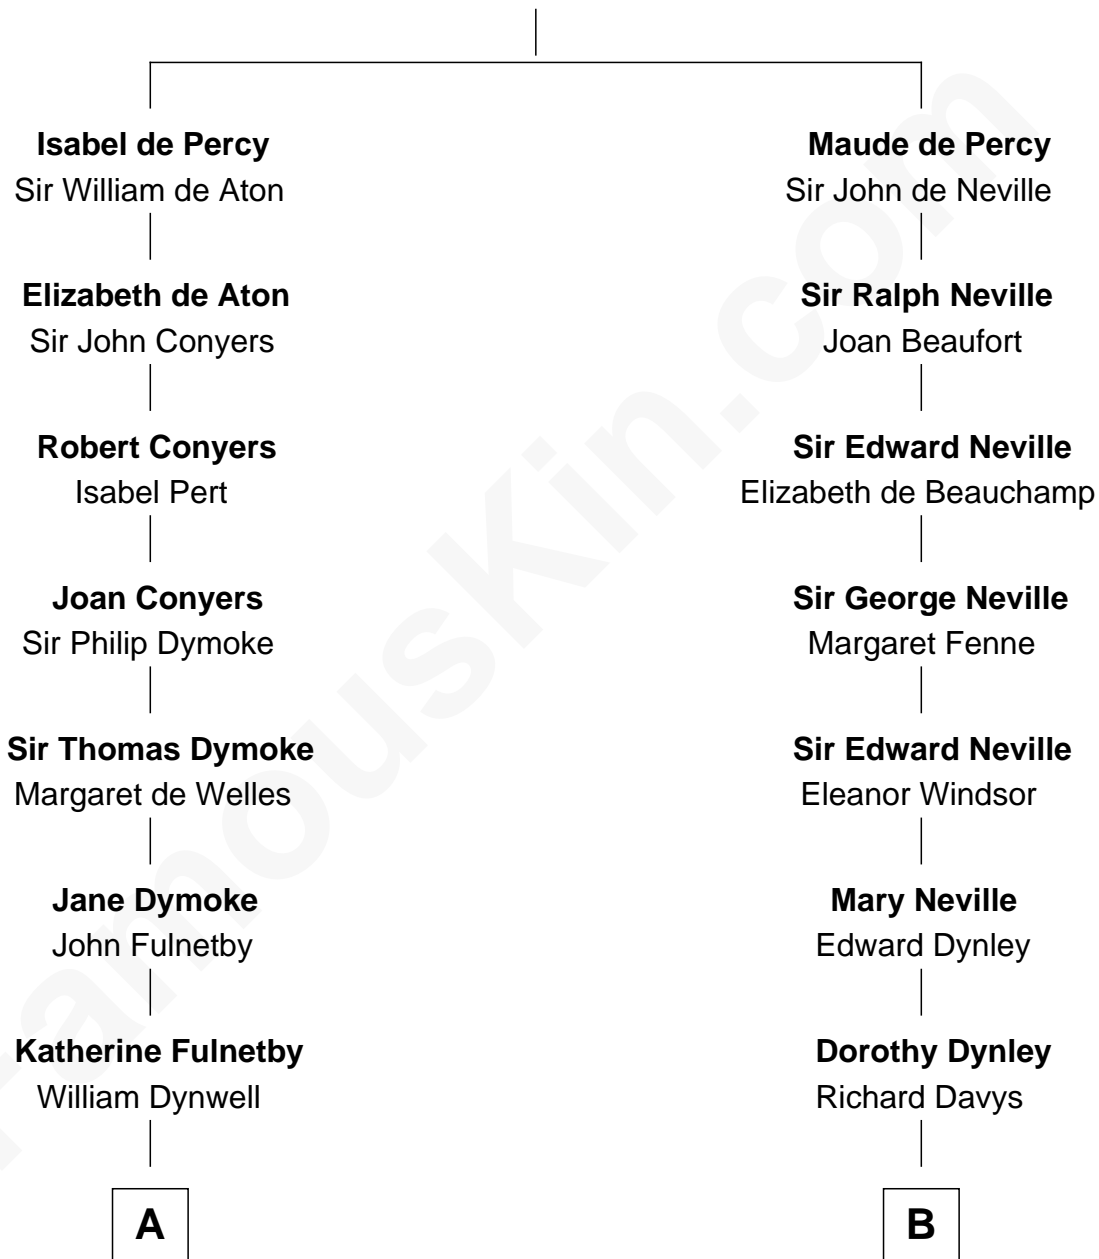 Isabel de Percy
Sir William de Aton
Elizabeth de Aton
Sir John Conyers
Robert Conyers
Isabel Pert
Joan Conyers
Sir Philip Dymoke
Sir Thomas Dymoke
Margaret de Welles
Jane Dymoke
John Fulnetby
Katherine Fulnetby
William Dynwell
A
Maude de Percy
Sir John de Neville
Sir Ralph Neville
Joan Beaufort
Sir Edward Neville
Elizabeth de Beauchamp
Sir George Neville
Margaret Fenne
Sir Edward Neville
Eleanor Windsor
Mary Neville
Edward Dynley
Dorothy Dynley
Richard Davys
B
FamousKin.com